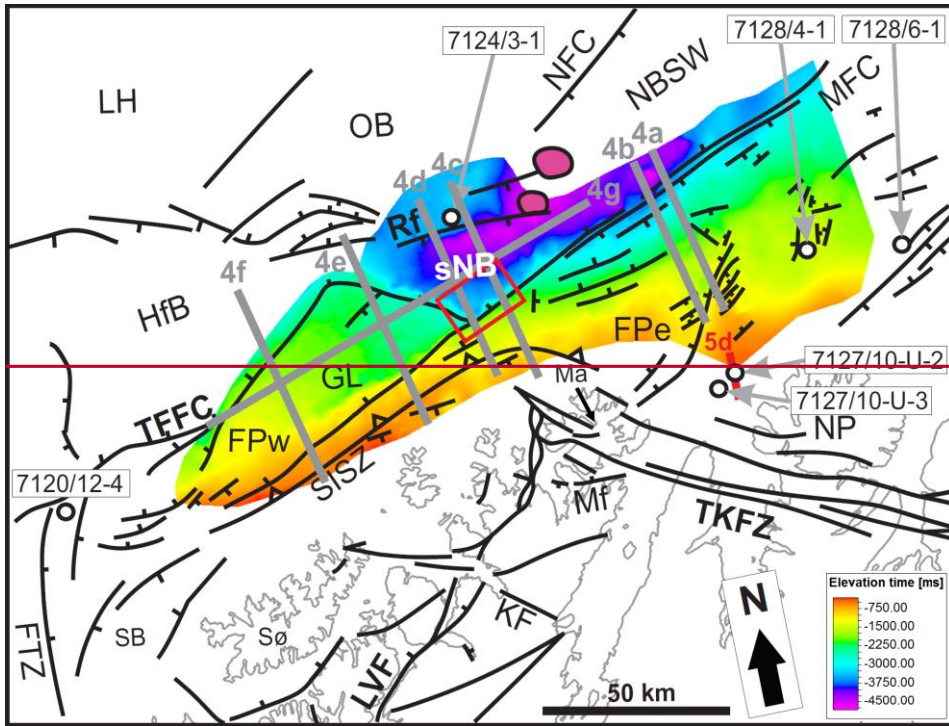 7124/3-1
7128/4-1
7128/6-1
NFC
NBSW
MFC
LH
OB
4a
4b
4c
4d
4g
Rf
sNB
4e
4f
HfB
FPe
5d
7127/10-U-2
GL
Ma
7127/10-U-3
TFFC
FPw
NP
SISZ
7120/12-4
Mf
TKFZ
N
Elevation time [ms]
-750.00
-1500.00
-2250.00
-3000.00
-3750.00
-4500.00
KF
SB
Sø
FTZ
LVF
50 km